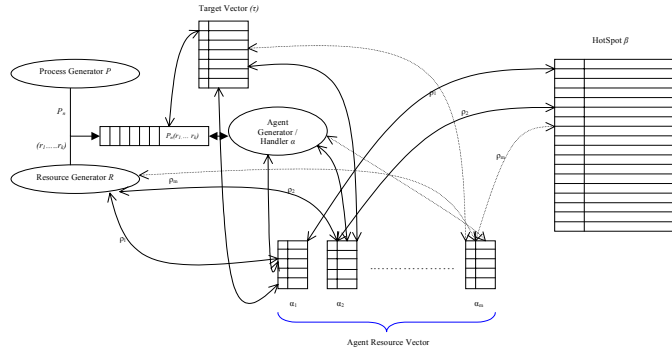 Target Vector (τ)
HotSpot β
Process Generator P
ρ1
ρ2
Pn
Agent
Generator /
Handler α
Pn(r1 ... rk)
(r1.....,rk)
ρm
Resource Generator R
ρm
ρ2
ρ1
α1
α2
αm
Agent Resource Vector